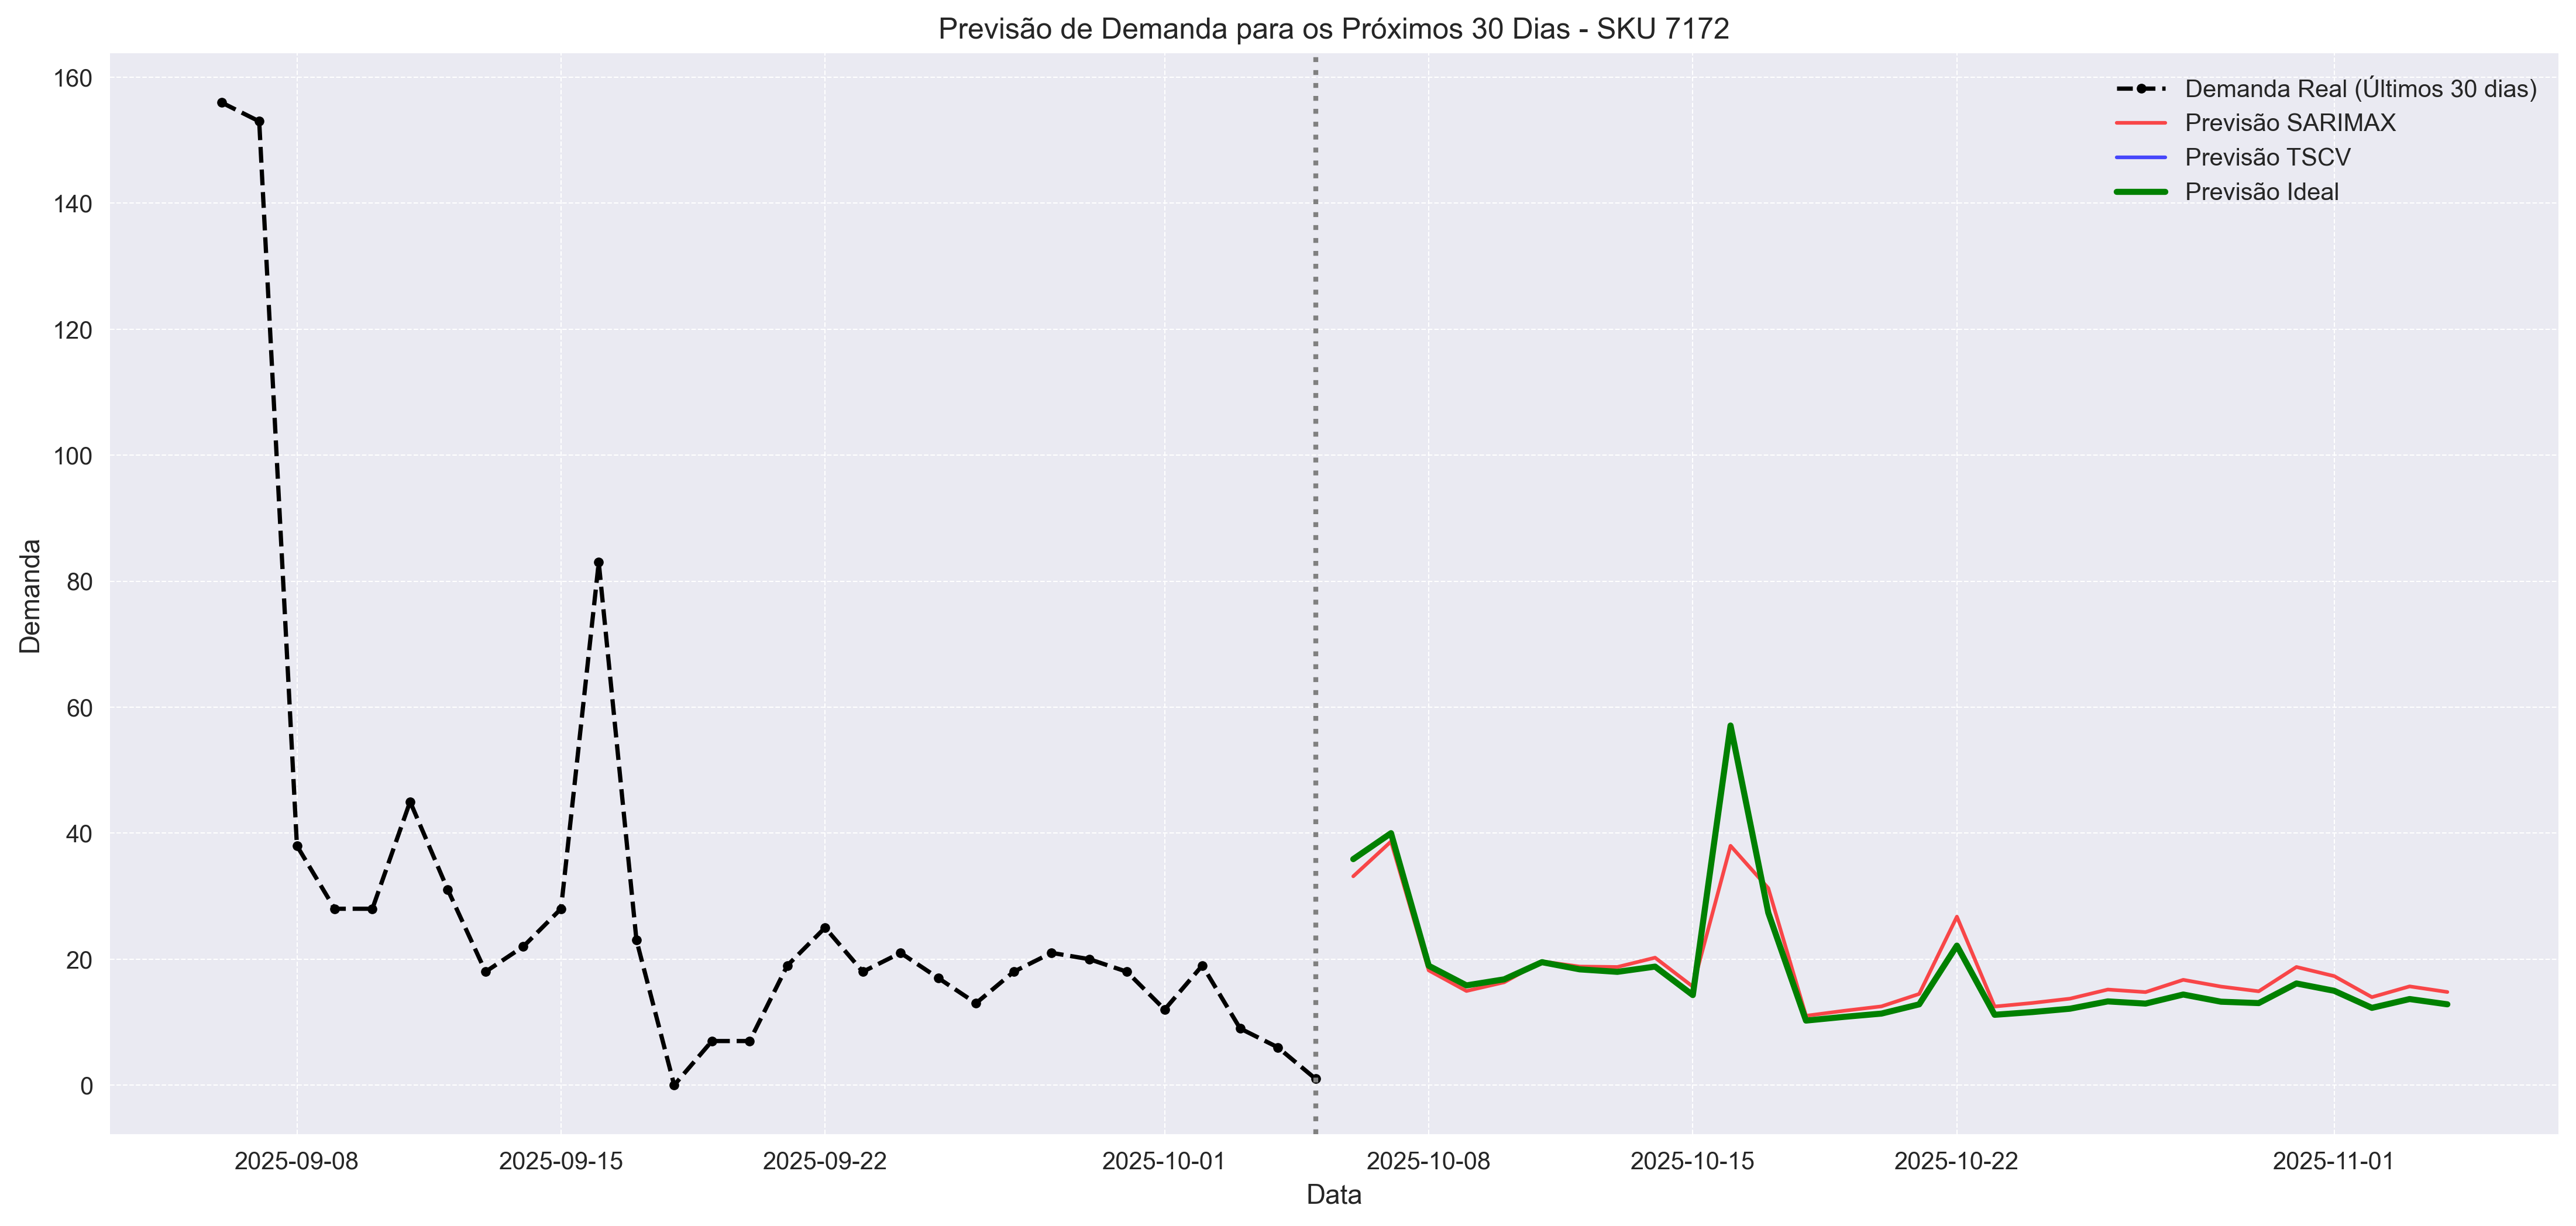 Previsão de Demanda para os Próximos 30 Dias - SKU 7172
Demanda Real (Últimos 30 dias)
Previsão SARIMAX
Previsão TSCV
Previsão Ideal
Demanda
160
140
120
100
80
60
40
20
0
2025-09-08
2025-09-15
2025-09-22
2025-10-01
2025-10-08
2025-10-15
2025-10-22
2025-11-01
Data